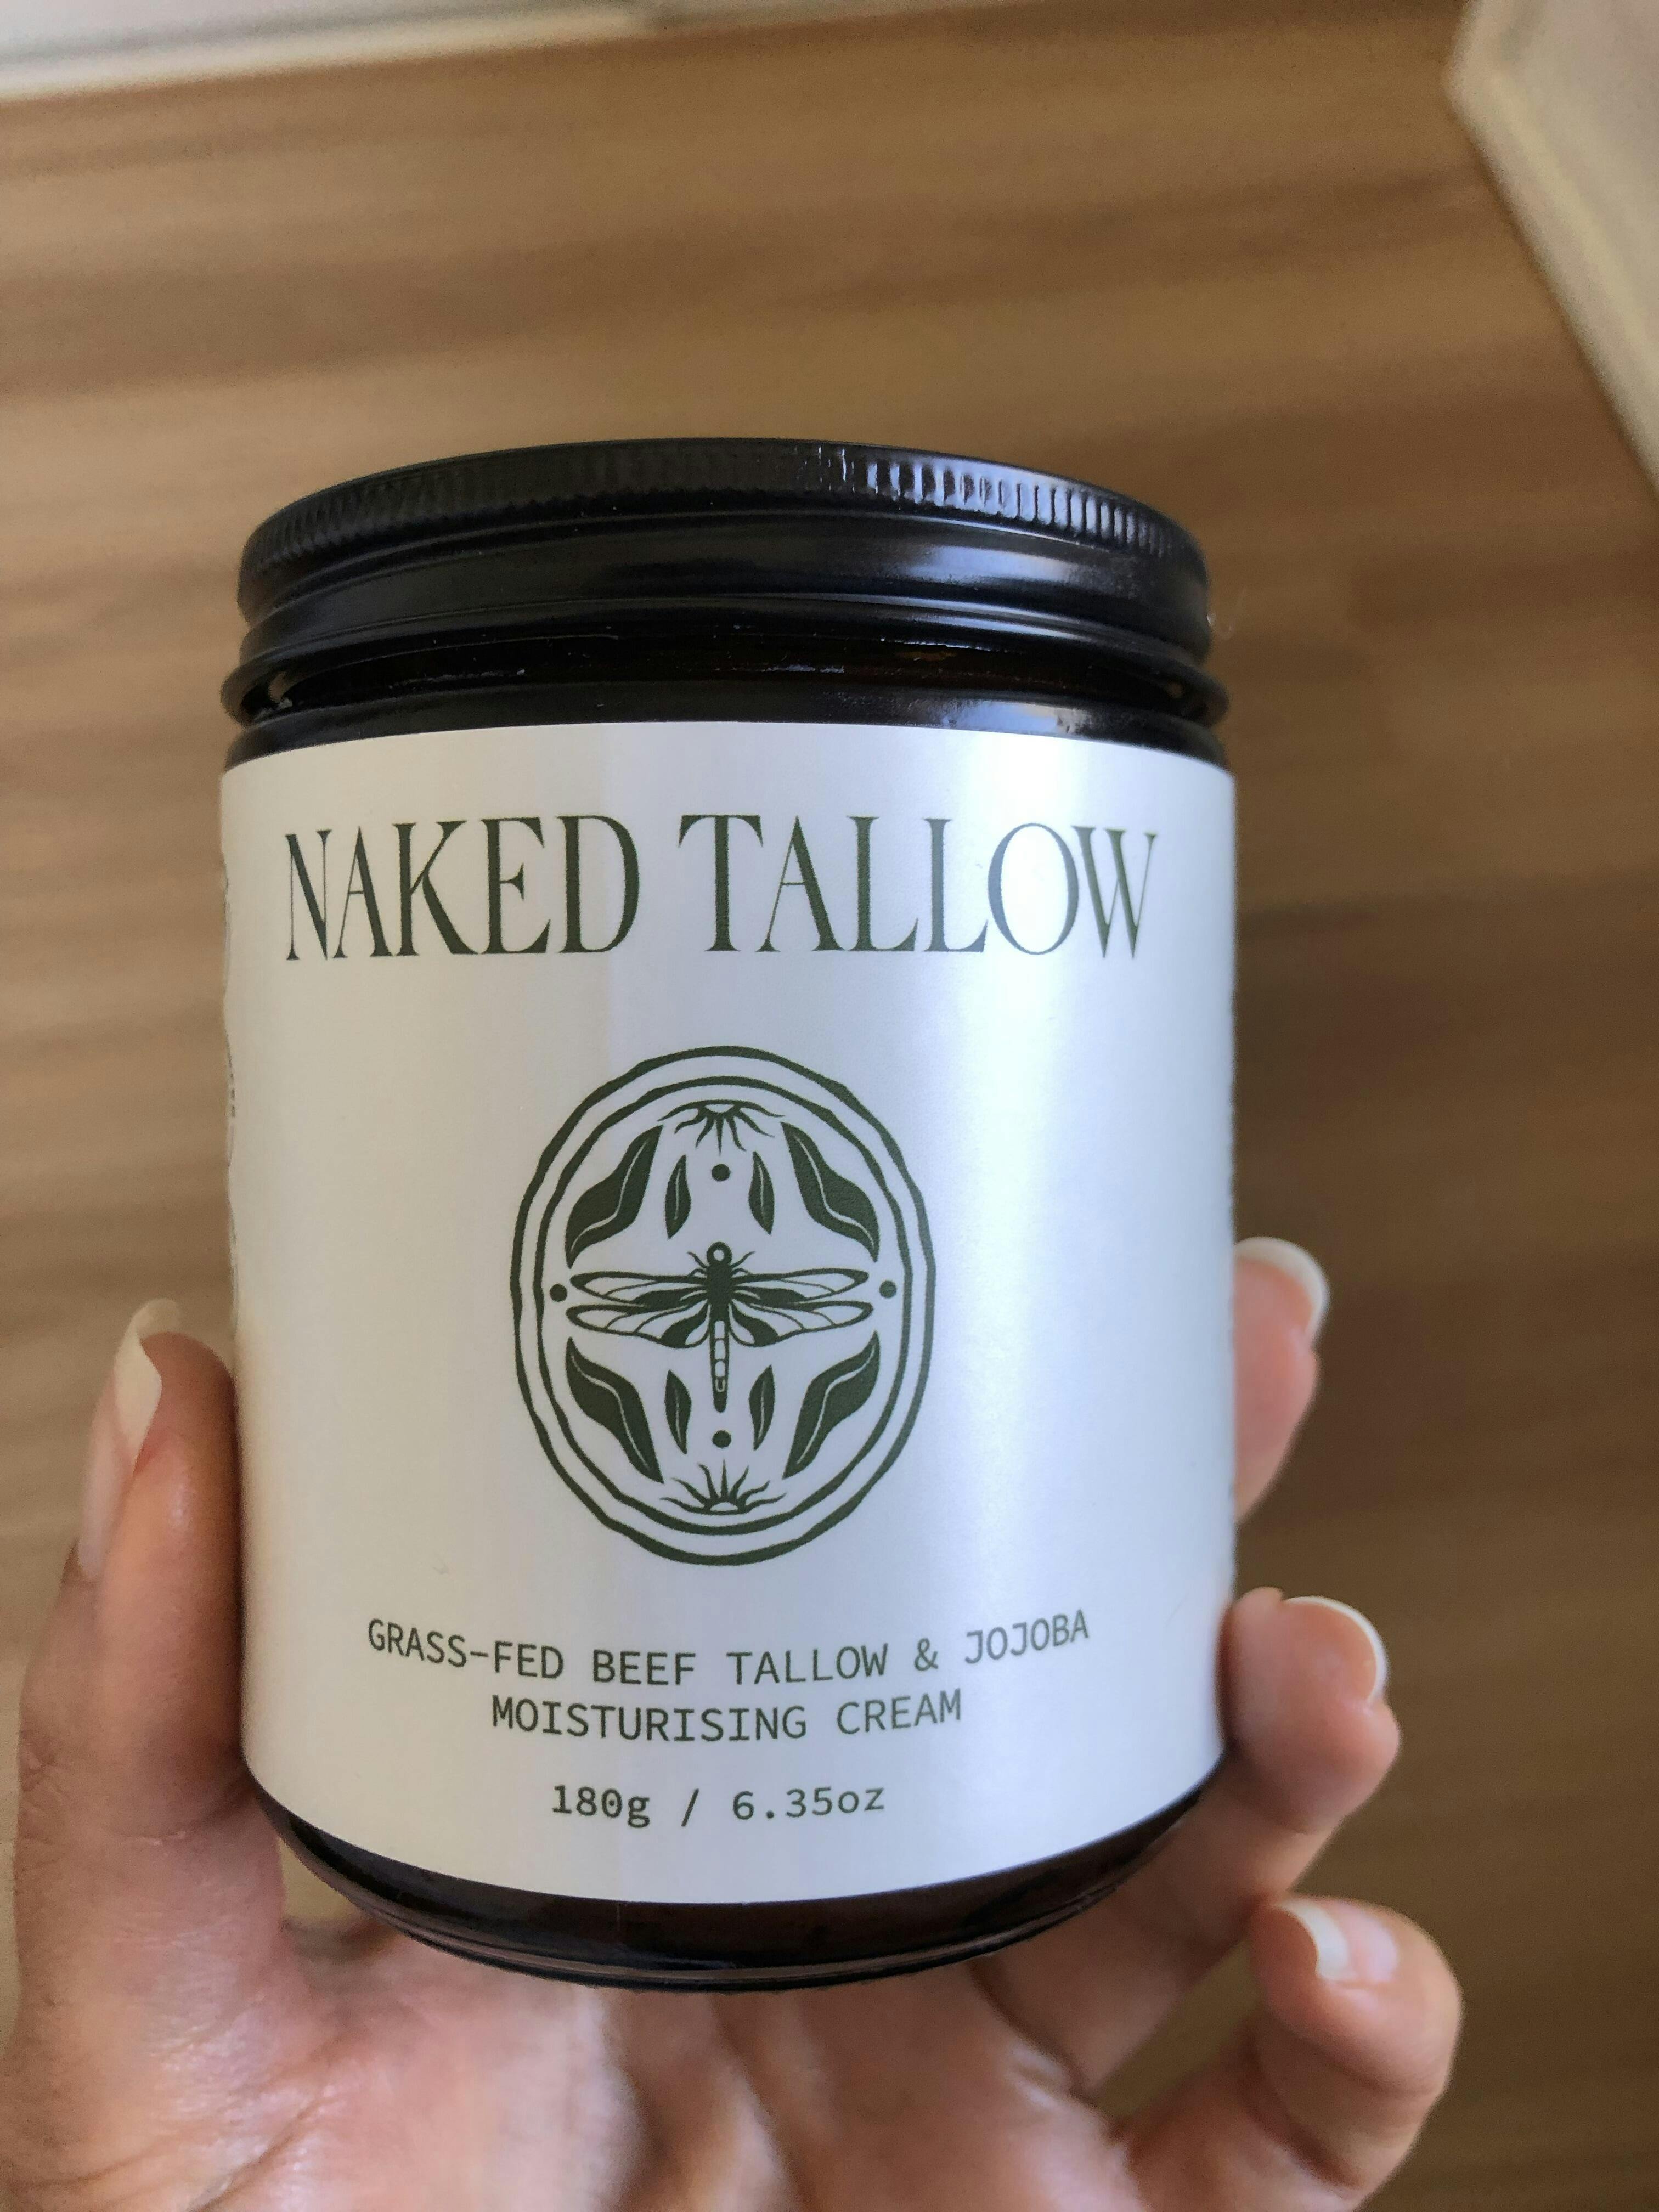 NAKED TALLOW
GRASS-FED BEEF TALLOW & JOJOBA
MOISTURISING CREAM
180g / 6.35oz